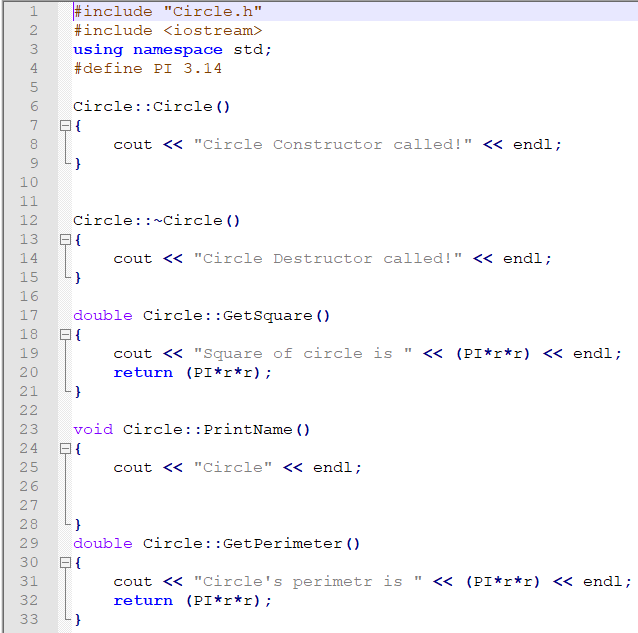 1 #include "Circle.h"
2 #include <iostream>
3 using namespace std;
4 #define PI 3.14
5
6 Circle::Circle()
7 {
8 cout << "Circle Constructor called!" << endl;
9 }
10
11
12 Circle::~Circle()
13 {
14 cout << "Circle Destructor called!" << endl;
15 }
16
17 double Circle::GetSquare()
18 {
19 cout << "Square of circle is " << (PI*r*r) << endl;
20 return (PI*r*r);
21 }
22
23 void Circle::PrintName()
24 {
25 cout << "Circle" << endl;
26
27
28 }
29 double Circle::GetPerimeter()
30 {
31 cout << "Circle's perimetr is " << (PI*r*r) << endl;
32 return (PI*r*r);
33 }